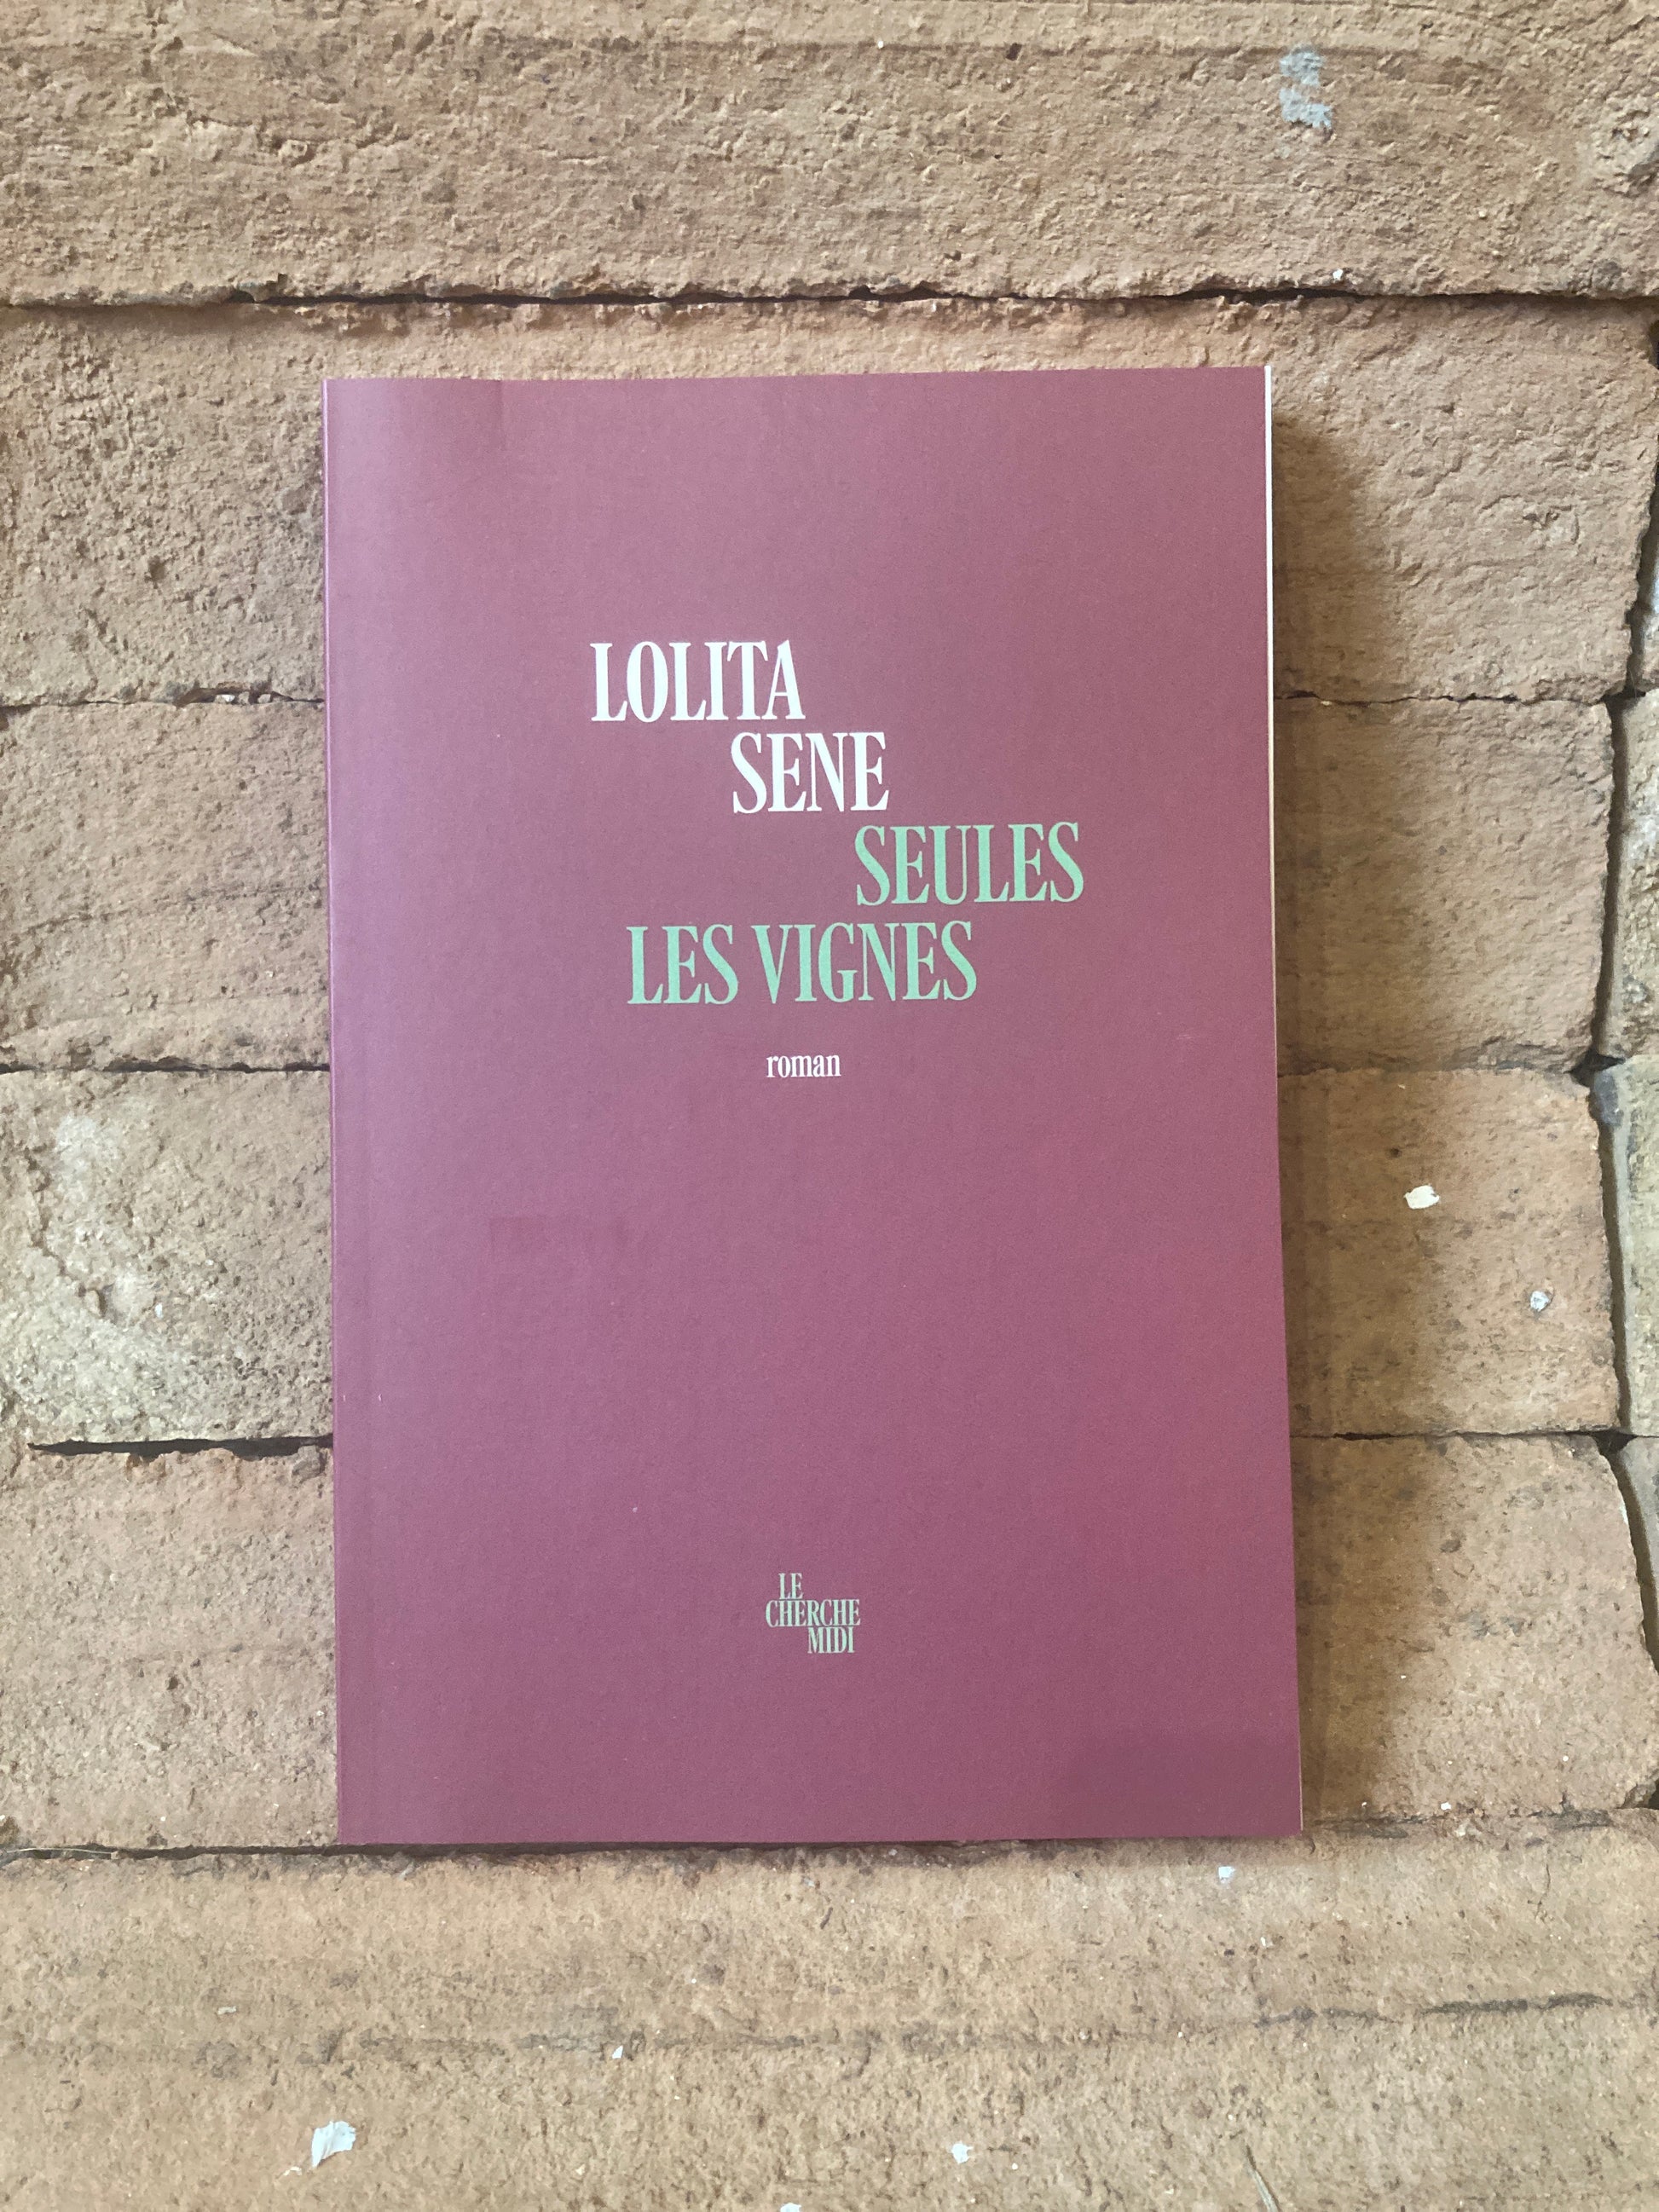 LOLITA
SENE
SEULES
LES VIGNES
roman
LE
CHERCHE
MIDI